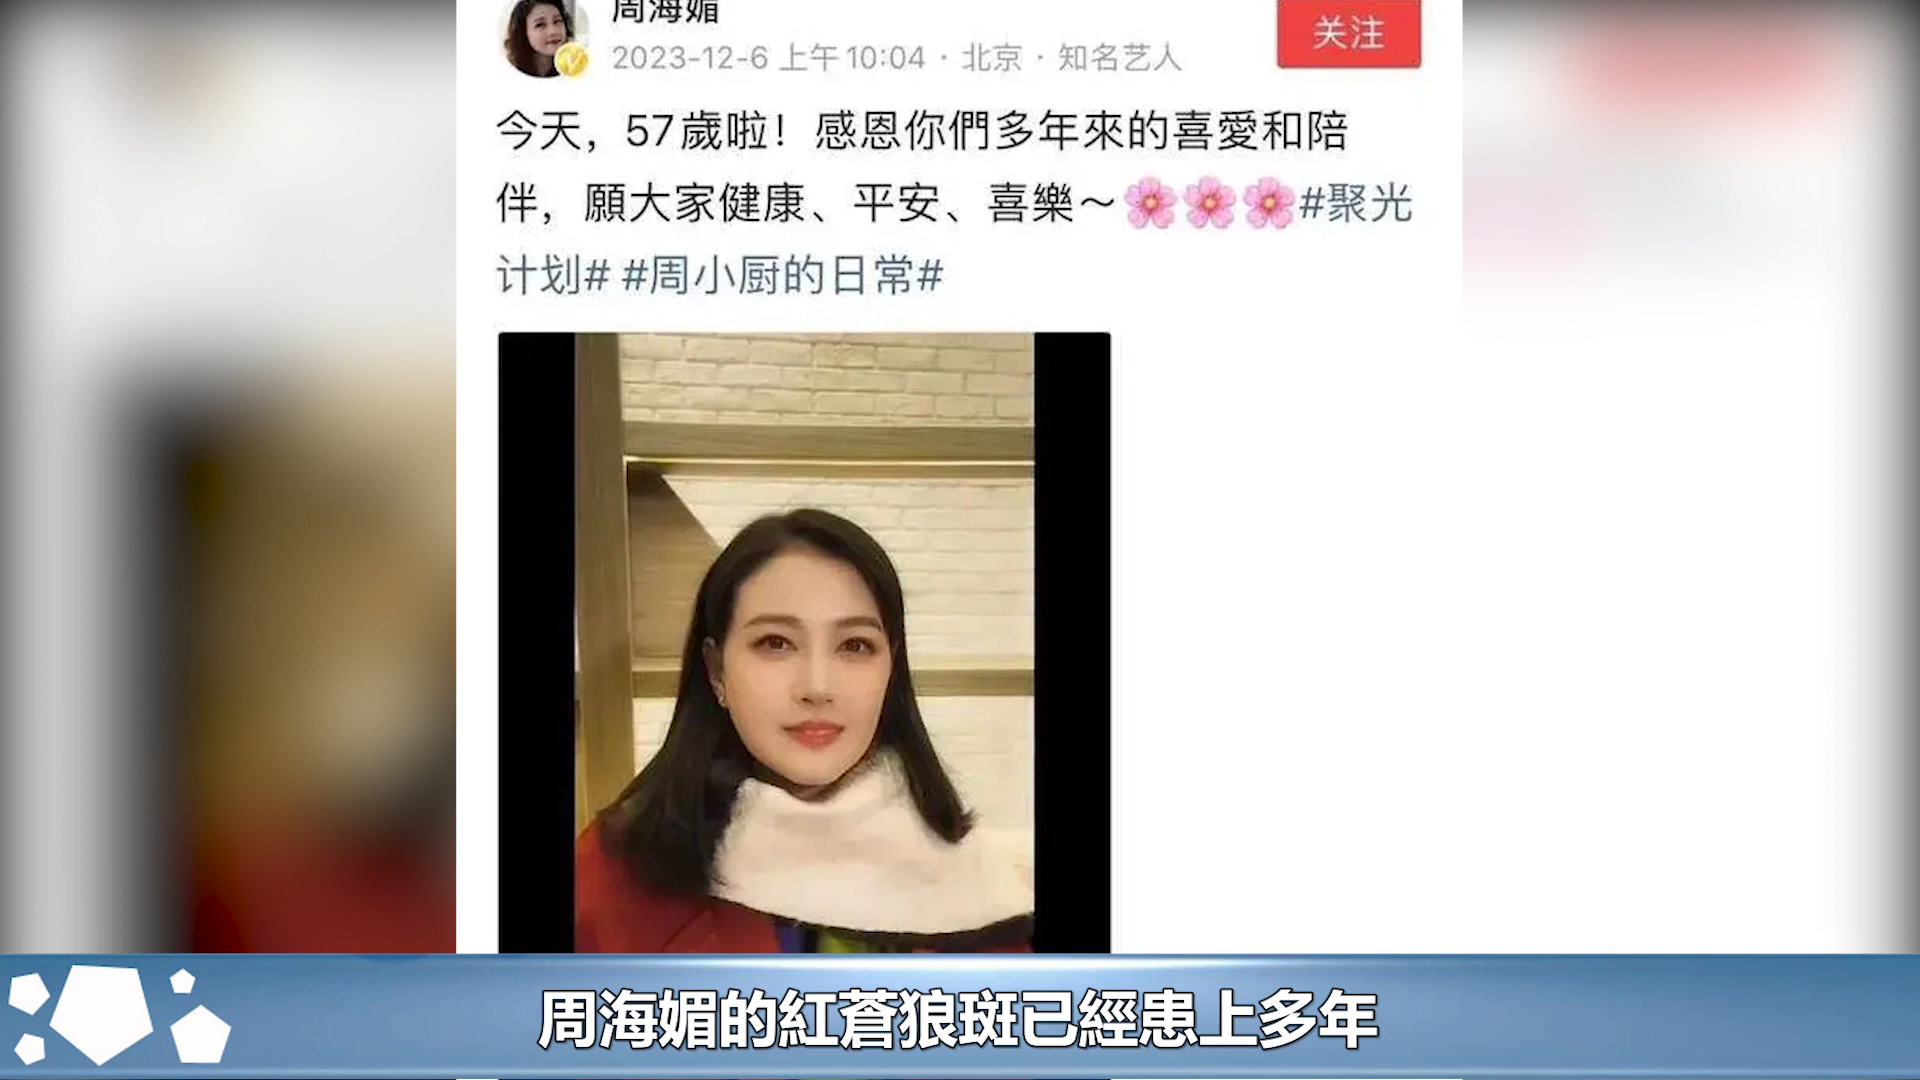 周海媚
2023-12-6 上午10:04 · 北京 · 知名艺人
关注
今天，57歲啦！感恩你們多年來的喜愛和陪
伴，願大家健康、平安、喜樂～🌸🌸🌸#聚光
计划# #周小厨的日常#
周海媚的紅蒼狼斑已經患上多年